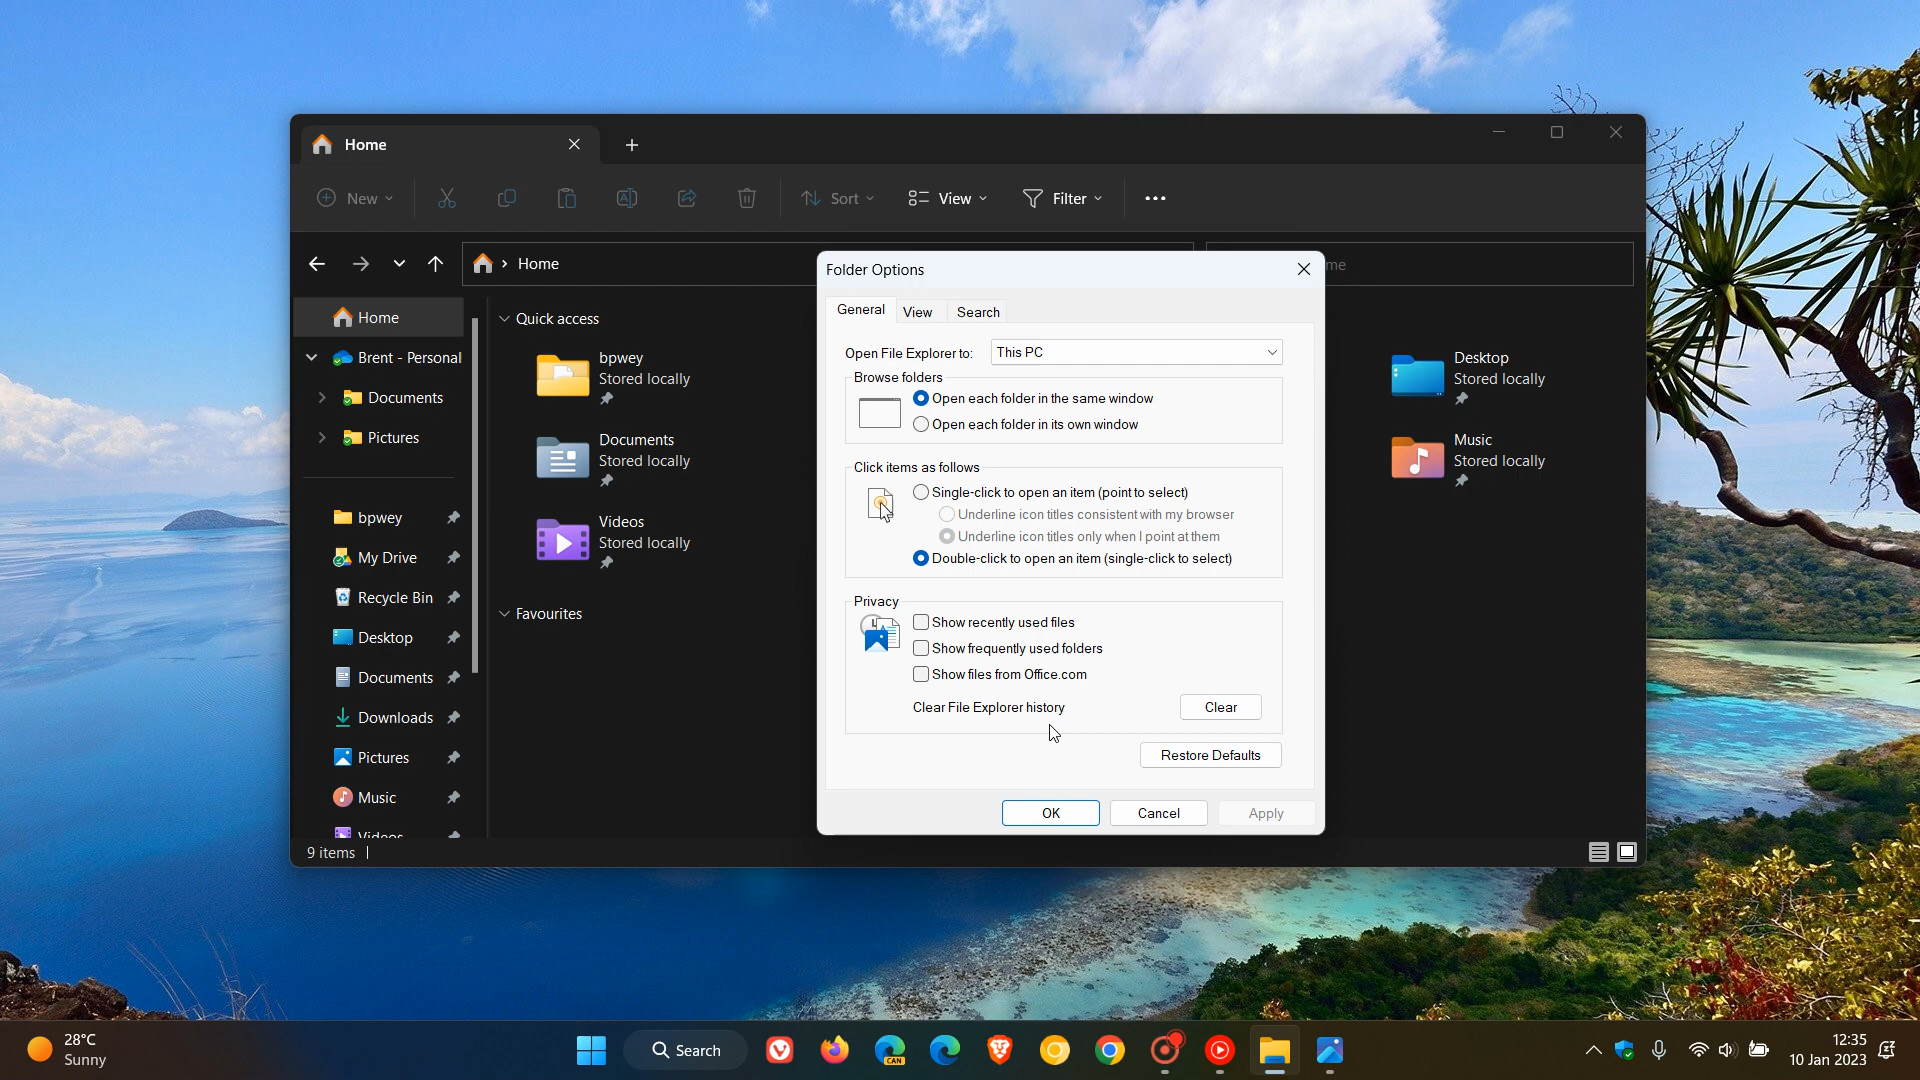 Home
New
Sort
View
Filter
Home
me
Home
Brent - Personal
Documents
Pictures
bpwey
My Drive
Recycle Bin
Desktop
Documents
Downloads
Pictures
Music
Videos
9 items
Quick access
bpwey
Stored locally
Documents
Stored locally
Videos
Stored locally
Favourites
Desktop
Stored locally
Music
Stored locally
Folder Options
General
View
Search
Open File Explorer to:
This PC
Browse folders
Open each folder in the same window
Open each folder in its own window
Click items as follows
Single-click to open an item (point to select)
Underline icon titles consistent with my browser
Underline icon titles only when I point at them
Double-click to open an item (single-click to select)
Privacy
Show recently used files
Show frequently used folders
Show files from Office.com
Clear File Explorer history
Clear
Restore Defaults
OK
Cancel
Apply
28°C
Sunny
Search
CAN
12:35
10 Jan 2023